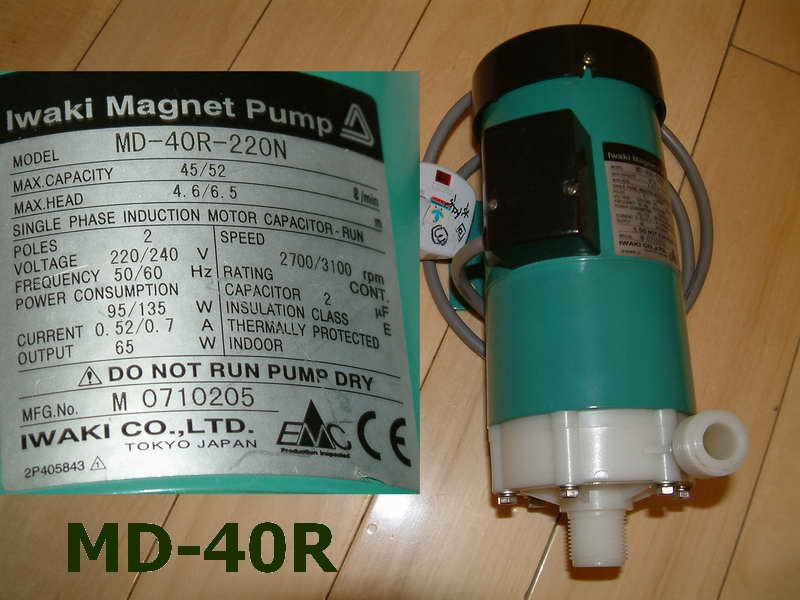 Iwaki Magnet Pump
MODEL MD-40R-220N
MAX.CAPACITY 45/52 ℓ/min
MAX.HEAD 4.6/6.5 m
SINGLE PHASE INDUCTION MOTOR CAPACITOR-RUN
POLES 2
VOLTAGE 220/240 V
FREQUENCY 50/60 Hz
POWER CONSUMPTION
95/135 W
CURRENT 0.52/0.7 A
OUTPUT 65 W
SPEED
2700/3100 rpm
RATING CONT.
CAPACITOR 2 µF
INSULATION CLASS E
THERMALLY PROTECTED
INDOOR
⚠ DO NOT RUN PUMP DRY
MFG.No. M 0710205
IWAKI CO.,LTD.
TOKYO JAPAN
EMC
Production Inspected
CE
2P405843 ⚠
MD-40R
Iwaki Magnet
IWAKI CO.,LTD.